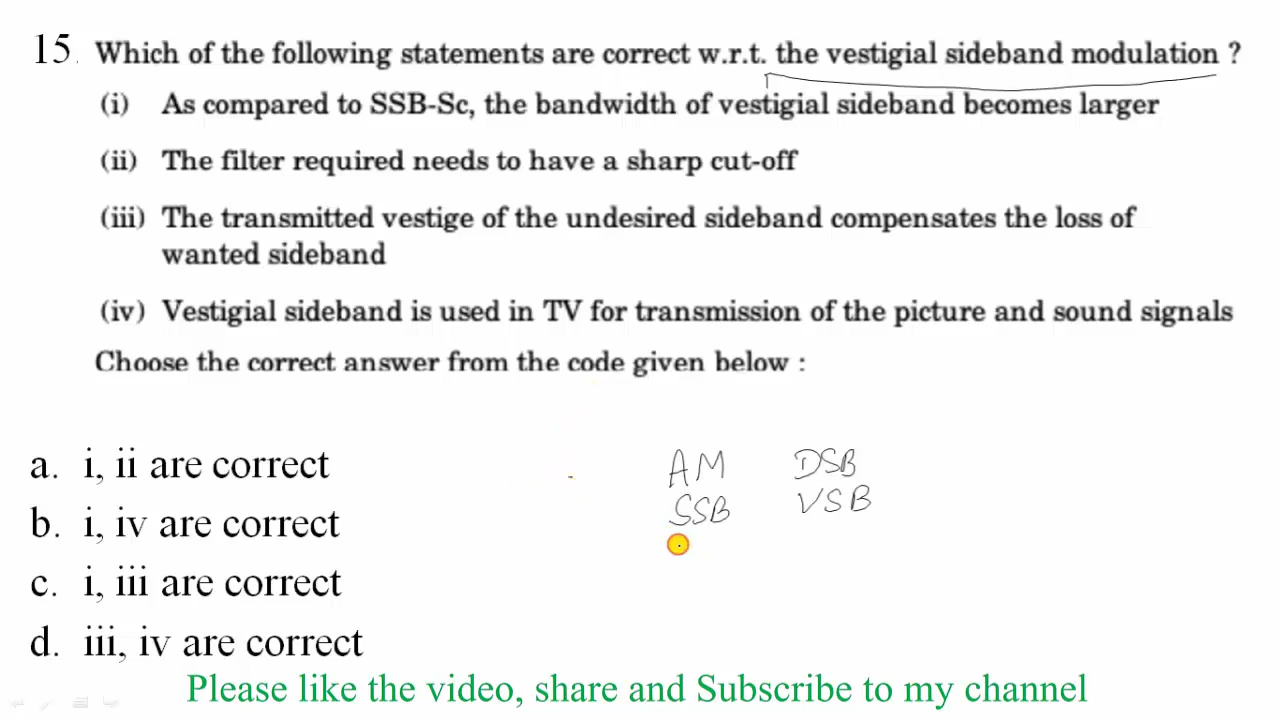 15. Which of the following statements are correct w.r.t. the vestigial sideband modulation ?
(i) As compared to SSB-Sc, the bandwidth of vestigial sideband becomes larger
(ii) The filter required needs to have a sharp cut-off
(iii) The transmitted vestige of the undesired sideband compensates the loss of
wanted sideband
(iv) Vestigial sideband is used in TV for transmission of the picture and sound signals
Choose the correct answer from the code given below :
a. i, ii are correct
b. i, iv are correct
c. i, iii are correct
d. iii, iv are correct
AM DSB
SSB VSB
Please like the video, share and Subscribe to my channel